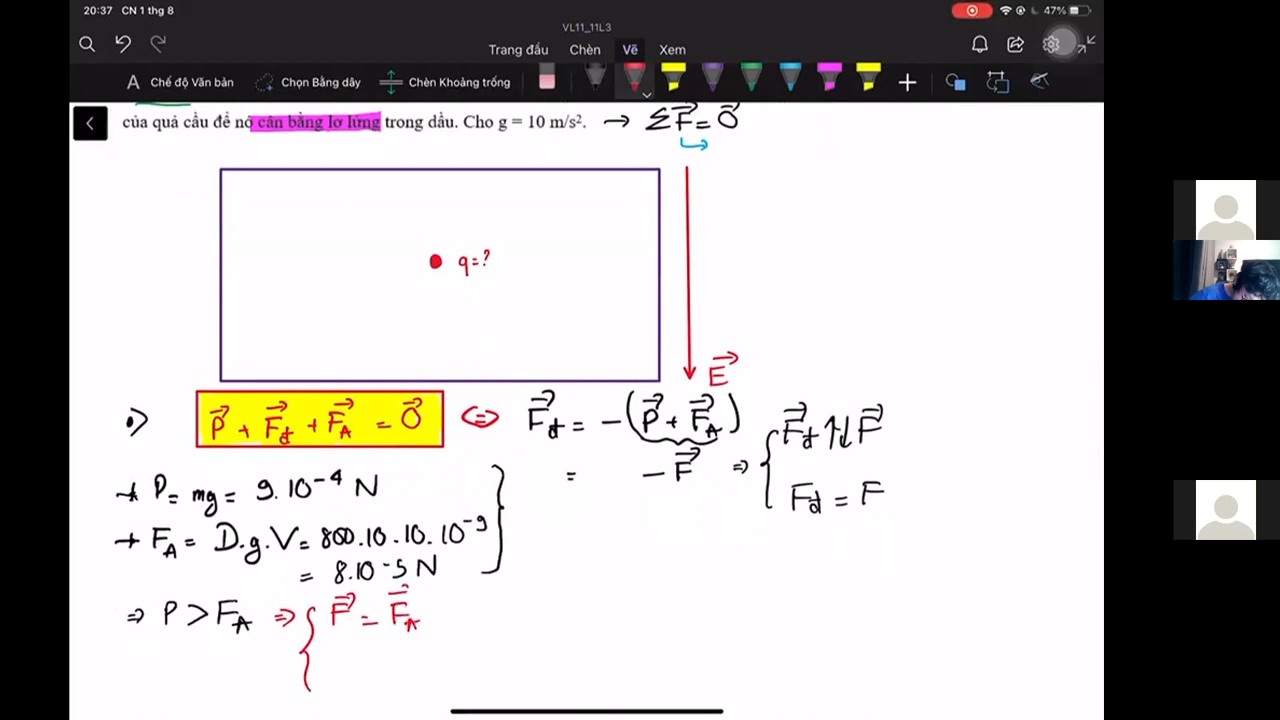 20:37 CN 1 thg 8
47%
VL11_11L3
Trang đầu Chèn Vẽ Xem
Chế độ Văn bản Chọn Bằng dây Chèn Khoảng trống
của quả cầu để nó cân bằng lơ lửng trong dầu. Cho g = 10 m/s². → ΣF⃗ = 0⃗
q=?
E⃗
P⃗ + F⃗đ + F⃗A = 0⃗ ⇔ F⃗đ = -(P⃗ + F⃗A)
= -F⃗ ⇒ { F⃗đ ↑↓ F⃗
Fđ = F
+ P = mg = 9.10⁻⁴ N
+ FA = D.g.V = 800.10.10.10⁻⁹
= 8.10⁻⁵ N
⇒ P > FA ⇒ { F⃗ = F⃗A